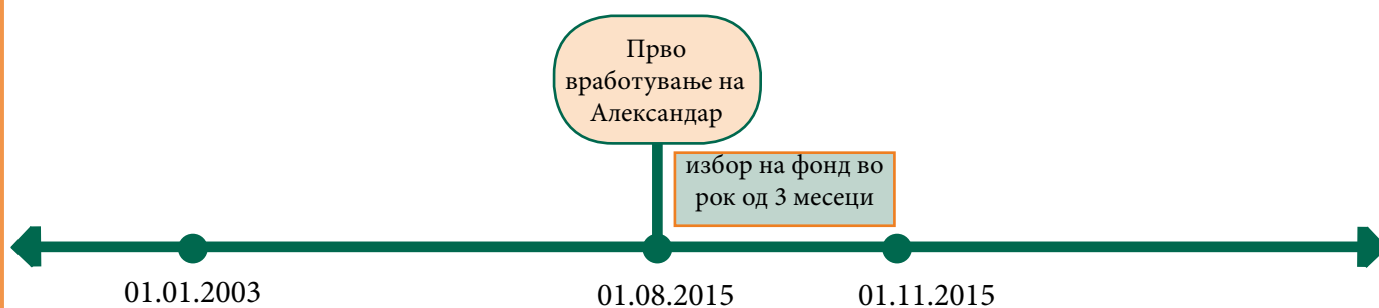 Прво
вработување на
Александар
избор на фонд во
рок од 3 месеци
01.01.2003
01.08.2015
01.11.2015